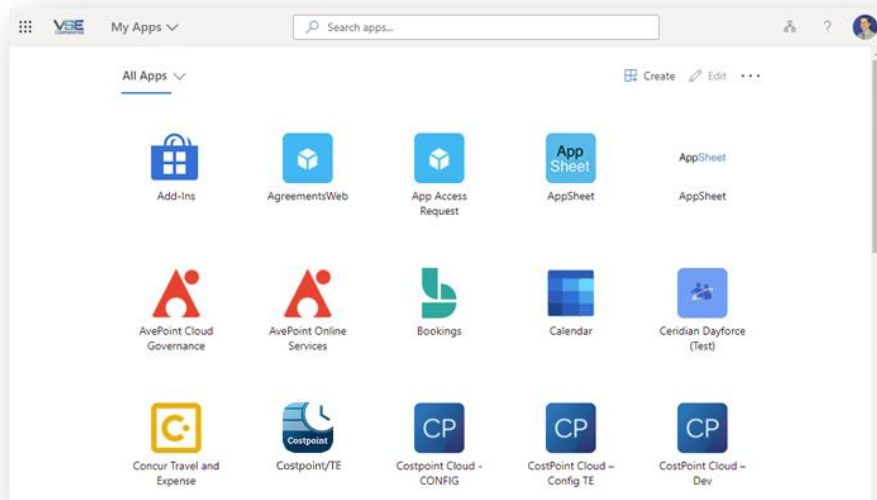 VSE
My Apps
Search apps...
?
All Apps
Create
Edit
App
Sheet
AppSheet
Add-Ins
AgreementsWeb
App Access
Request
AppSheet
AppSheet
AvePoint Cloud
Governance
AvePoint Online
Services
Bookings
Calendar
Ceridian Dayforce
(Test)
C
Costpoint
CP
CP
CP
Concur Travel and
Expense
Costpoint/TE
Costpoint Cloud -
CONFIG
CostPoint Cloud –
Config TE
CostPoint Cloud –
Dev